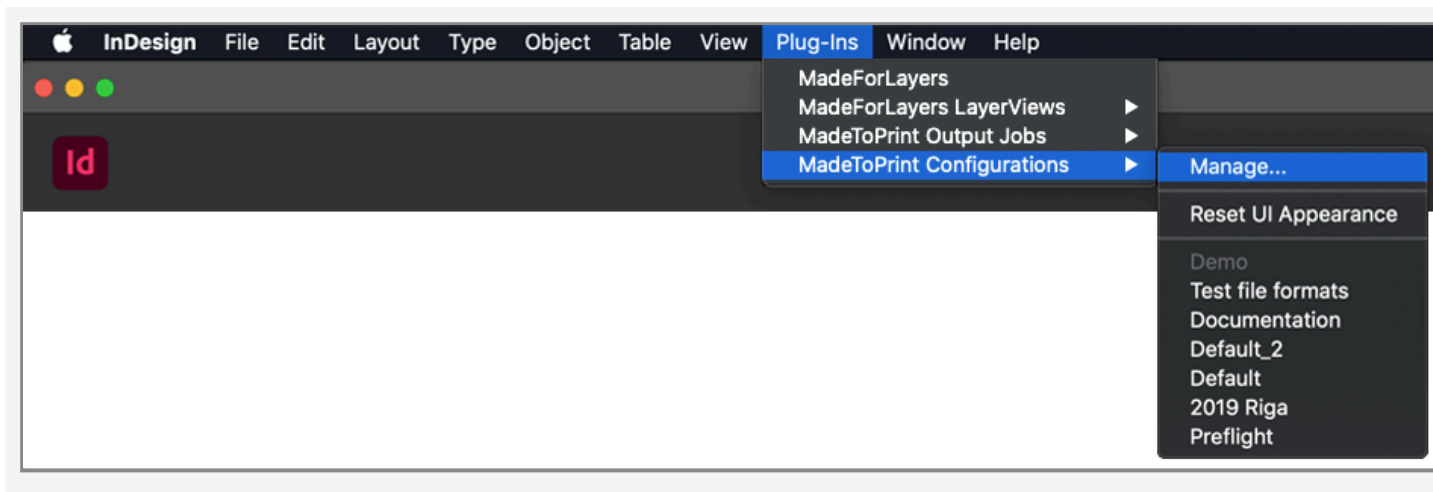 InDesign File Edit Layout Type Object Table View Plug-Ins Window Help
MadeForLayers
MadeForLayers LayerViews
MadeToPrint Output Jobs
MadeToPrint Configurations
Id
Manage...
Reset UI Appearance
Demo
Test file formats
Documentation
Default_2
Default
2019 Riga
Preflight